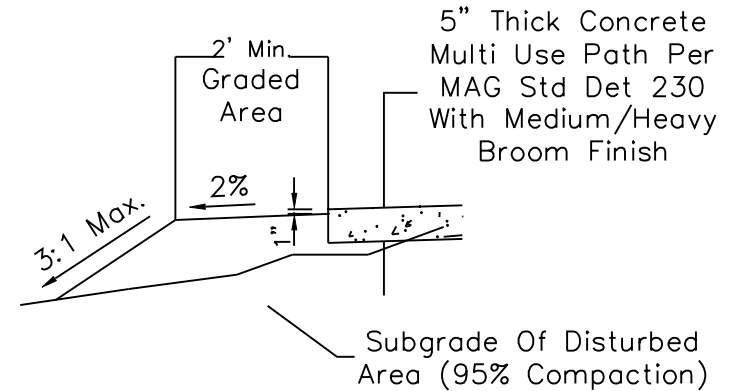 5” Thick Concrete
Multi Use Path Per
MAG Std Det 230
With Medium/Heavy
Broom Finish
2’ Min.
Graded
Area
2%
3:1 Max.
1”
Subgrade Of Disturbed
Area (95% Compaction)